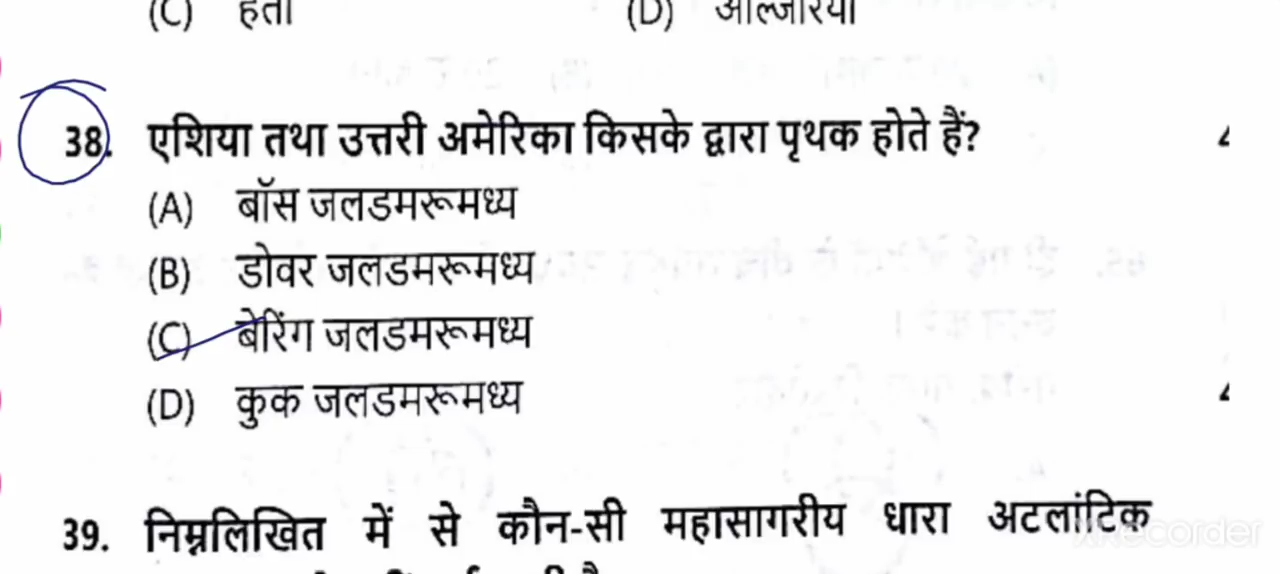 (C) हैती (D) अल्जीरिया
38. एशिया तथा उत्तरी अमेरिका किसके द्वारा पृथक होते हैं?
(A) बॉस जलडमरूमध्य
(B) डोवर जलडमरूमध्य
(C) बेरिंग जलडमरूमध्य
(D) कुक जलडमरूमध्य
39. निम्नलिखित में से कौन-सी महासागरीय धारा अटलांटिक
XRecorder